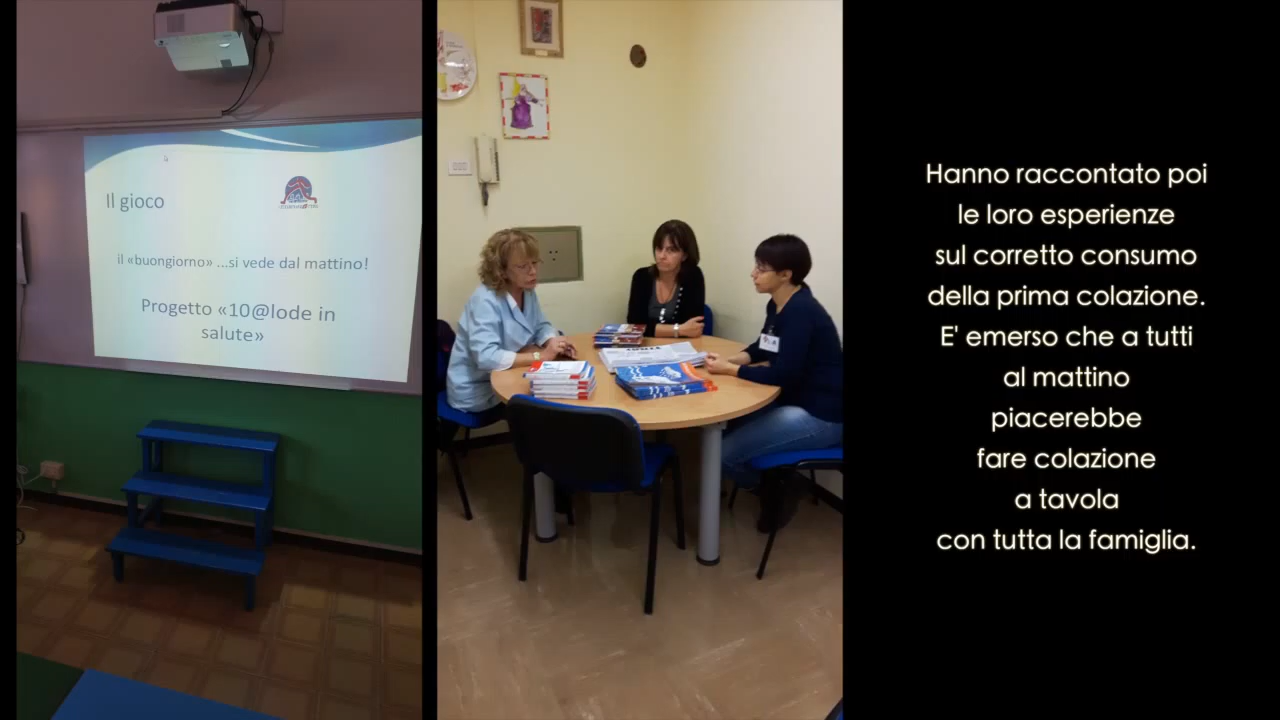 Il gioco
il «buongiorno» ...si vede dal mattino!
Progetto «10@lode in
salute»
Hanno raccontato poi
le loro esperienze
sul corretto consumo
della prima colazione.
E' emerso che a tutti
al mattino
piacerebbe
fare colazione
a tavola
con tutta la famiglia.